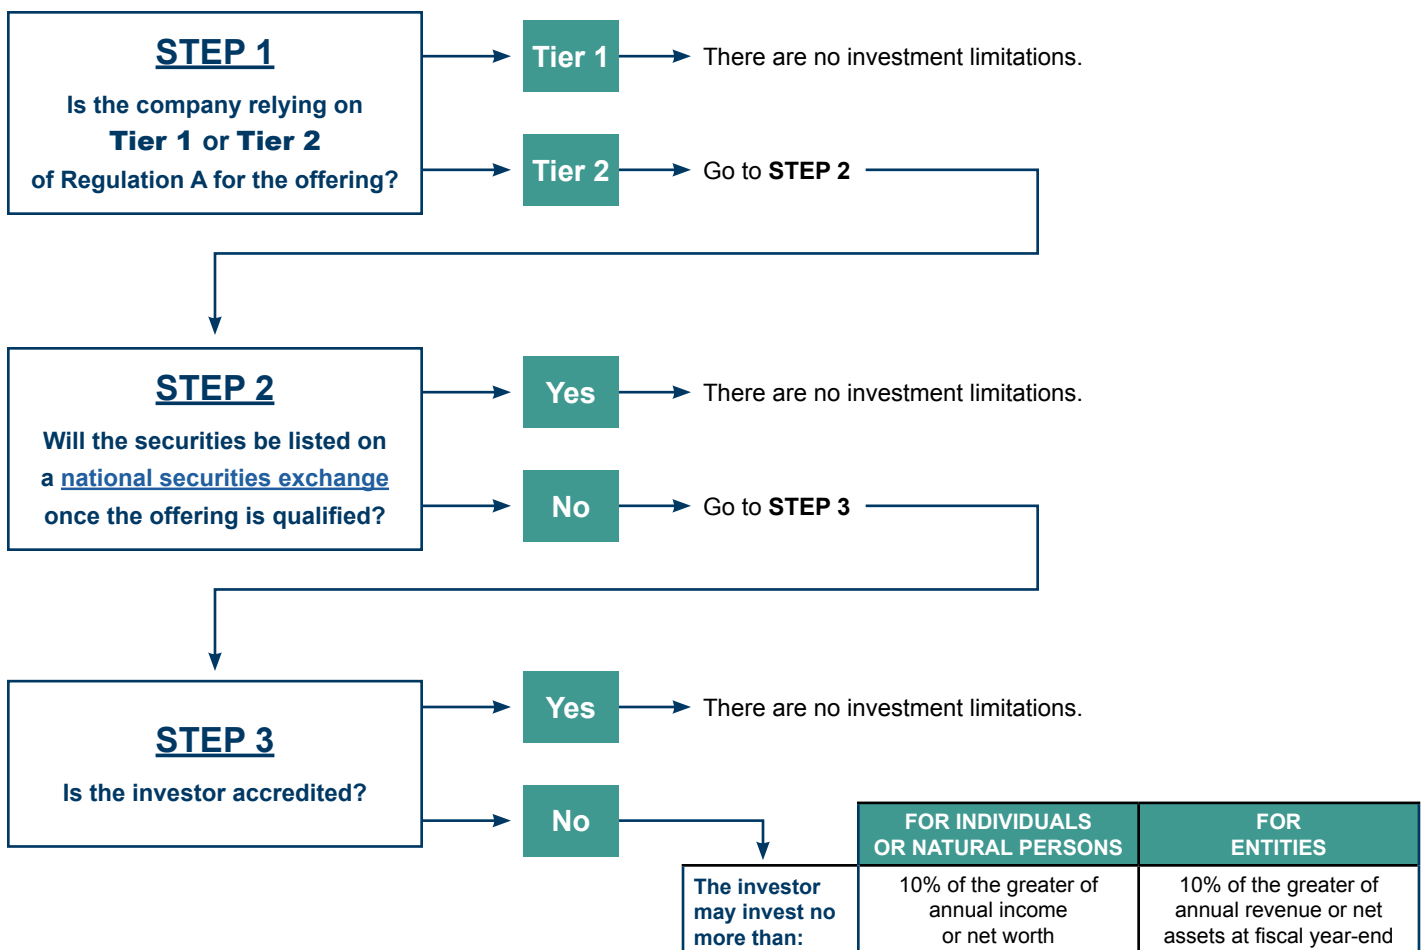 STEP 1
Is the company relying on
Tier 1 or Tier 2
of Regulation A for the offering?
Tier 1
There are no investment limitations.
Tier 2
Go to STEP 2
STEP 2
Will the securities be listed on
a national securities exchange
once the offering is qualified?
Yes
There are no investment limitations.
No
Go to STEP 3
STEP 3
Is the investor accredited?
Yes
There are no investment limitations.
No
FOR INDIVIDUALS
OR NATURAL PERSONS
FOR
ENTITIES
The investor
may invest no
more than:
10% of the greater of
annual income
or net worth
10% of the greater of
annual revenue or net
assets at fiscal year-end